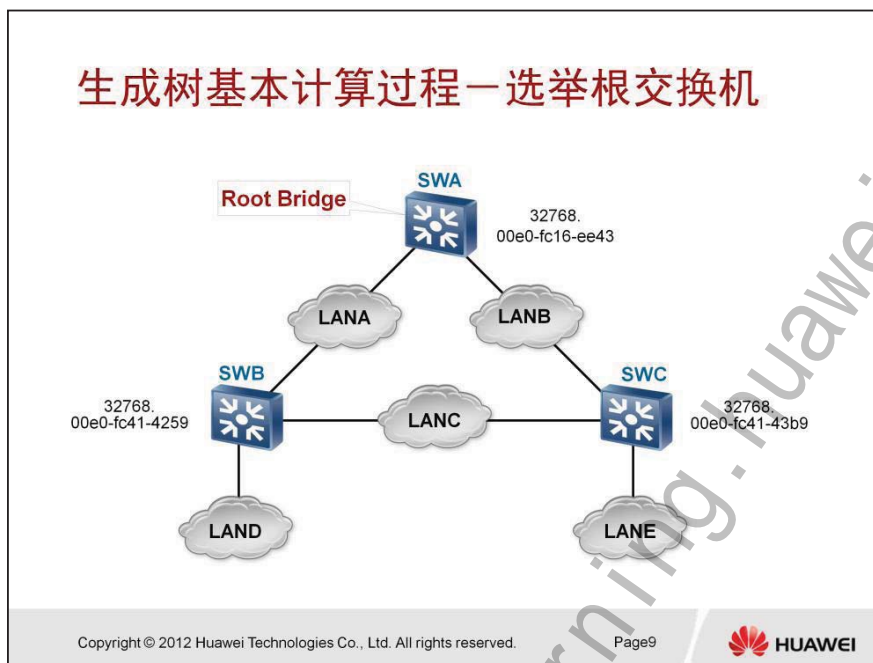 生成树基本计算过程－选举根交换机
SWA
Root Bridge
32768.
00e0-fc16-ee43
LANA
LANB
SWB
SWC
32768.
00e0-fc41-4259
LANC
32768.
00e0-fc41-43b9
LAND
LANE
Copyright © 2012 Huawei Technologies Co., Ltd. All rights reserved.
Page9
HUAWEI
rning.huawei.